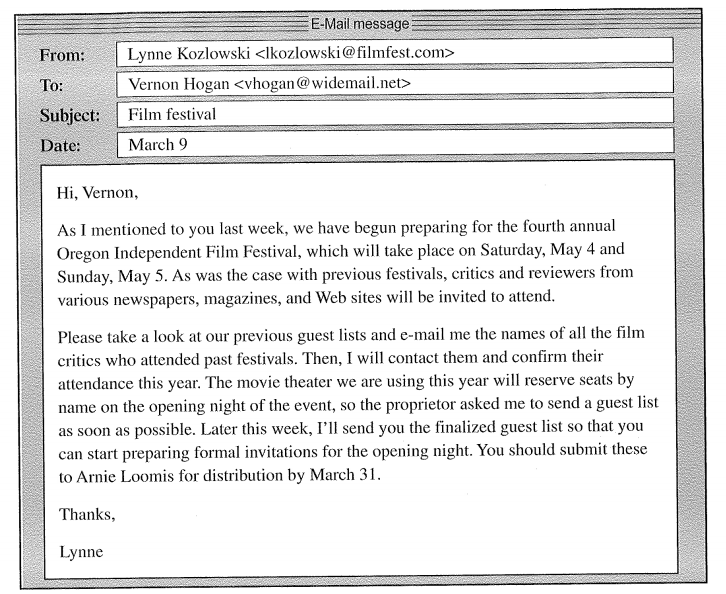 E-Mail message
From: Lynne Kozlowski <lkozlowski@filmfest.com>
To: Vernon Hogan <vhogan@widemail.net>
Subject: Film festival
Date: March 9
Hi, Vernon,
As I mentioned to you last week, we have begun preparing for the fourth annual
Oregon Independent Film Festival, which will take place on Saturday, May 4 and
Sunday, May 5. As was the case with previous festivals, critics and reviewers from
various newspapers, magazines, and Web sites will be invited to attend.
Please take a look at our previous guest lists and e-mail me the names of all the film
critics who attended past festivals. Then, I will contact them and confirm their
attendance this year. The movie theater we are using this year will reserve seats by
name on the opening night of the event, so the proprietor asked me to send a guest list
as soon as possible. Later this week, I'll send you the finalized guest list so that you
can start preparing formal invitations for the opening night. You should submit these
to Arnie Loomis for distribution by March 31.
Thanks,
Lynne